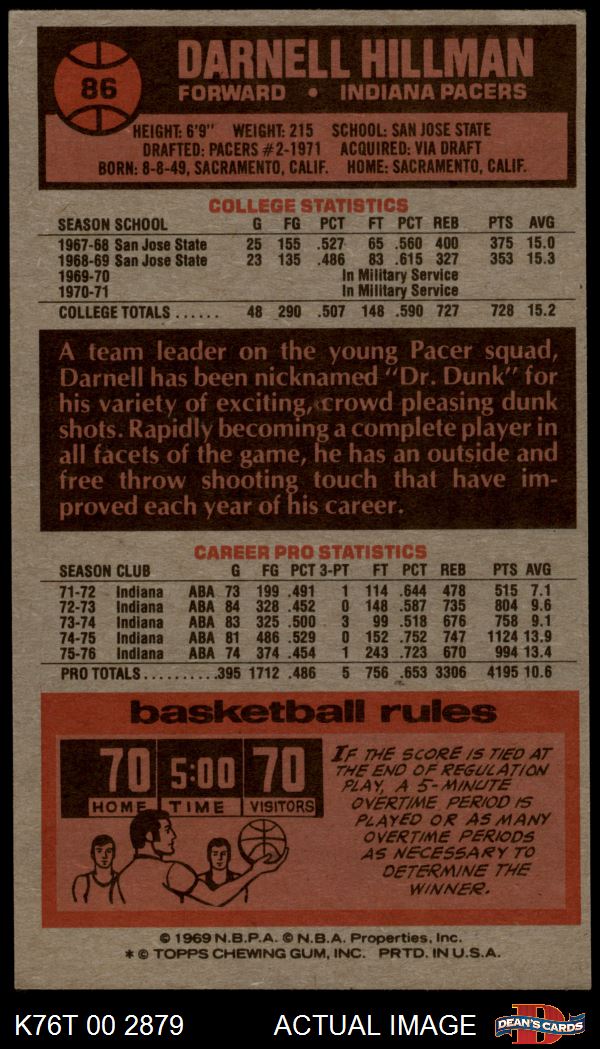 86
DARNELL HILLMAN
FORWARD • INDIANA PACERS
HEIGHT: 6'9" WEIGHT: 215 SCHOOL: SAN JOSE STATE
DRAFTED: PACERS #2-1971 ACQUIRED: VIA DRAFT
BORN: 8-8-49, SACRAMENTO, CALIF. HOME: SACRAMENTO, CALIF.
COLLEGE STATISTICS
SEASON SCHOOL G FG PCT FT PCT REB PTS AVG
1967-68 San Jose State 25 155 .527 65 .560 400 375 15.0
1968-69 San Jose State 23 135 .486 83 .615 327 353 15.3
1969-70 In Military Service
1970-71 In Military Service
COLLEGE TOTALS ...... 48 290 .507 148 .590 727 728 15.2
A team leader on the young Pacer squad,
Darnell has been nicknamed "Dr. Dunk" for
his variety of exciting, crowd pleasing dunk
shots. Rapidly becoming a complete player in
all facets of the game, he has an outside and
free throw shooting touch that have im-
proved each year of his career.
CAREER PRO STATISTICS
SEASON CLUB G FG PCT 3-PT FT PCT REB PTS AVG
71-72 Indiana ABA 73 199 .491 1 114 .644 478 515 7.1
72-73 Indiana ABA 84 328 .452 0 148 .587 735 804 9.6
73-74 Indiana ABA 83 325 .500 3 99 .518 676 758 9.1
74-75 Indiana ABA 81 486 .529 0 152 .752 747 1124 13.9
75-76 Indiana ABA 74 374 .454 1 243 .723 670 994 13.4
PRO TOTALS..........395 1712 .486 5 756 .653 3306 4195 10.6
basketball rules
70 5:00 70
HOME TIME VISITORS
IF THE SCORE IS TIED AT
THE END OF REGULATION
PLAY, A 5-MINUTE
OVERTIME PERIOD IS
PLAYED OR AS MANY
OVERTIME PERIODS
AS NECESSARY TO
DETERMINE THE
WINNER.
© 1969 N.B.P.A. © N.B.A. Properties, Inc.
* © TOPPS CHEWING GUM, INC. PRTD. IN U.S.A.
K76T 00 2879 ACTUAL IMAGE
D
DEAN'S CARDS